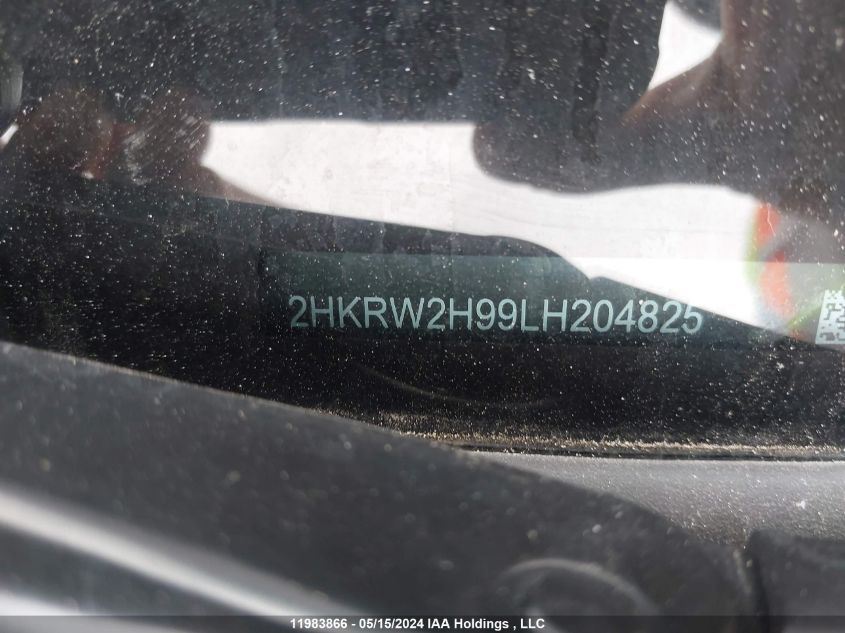 2HKRW2H99LH204825
11983866 - 05/15/2024 IAA Holdings , LLC